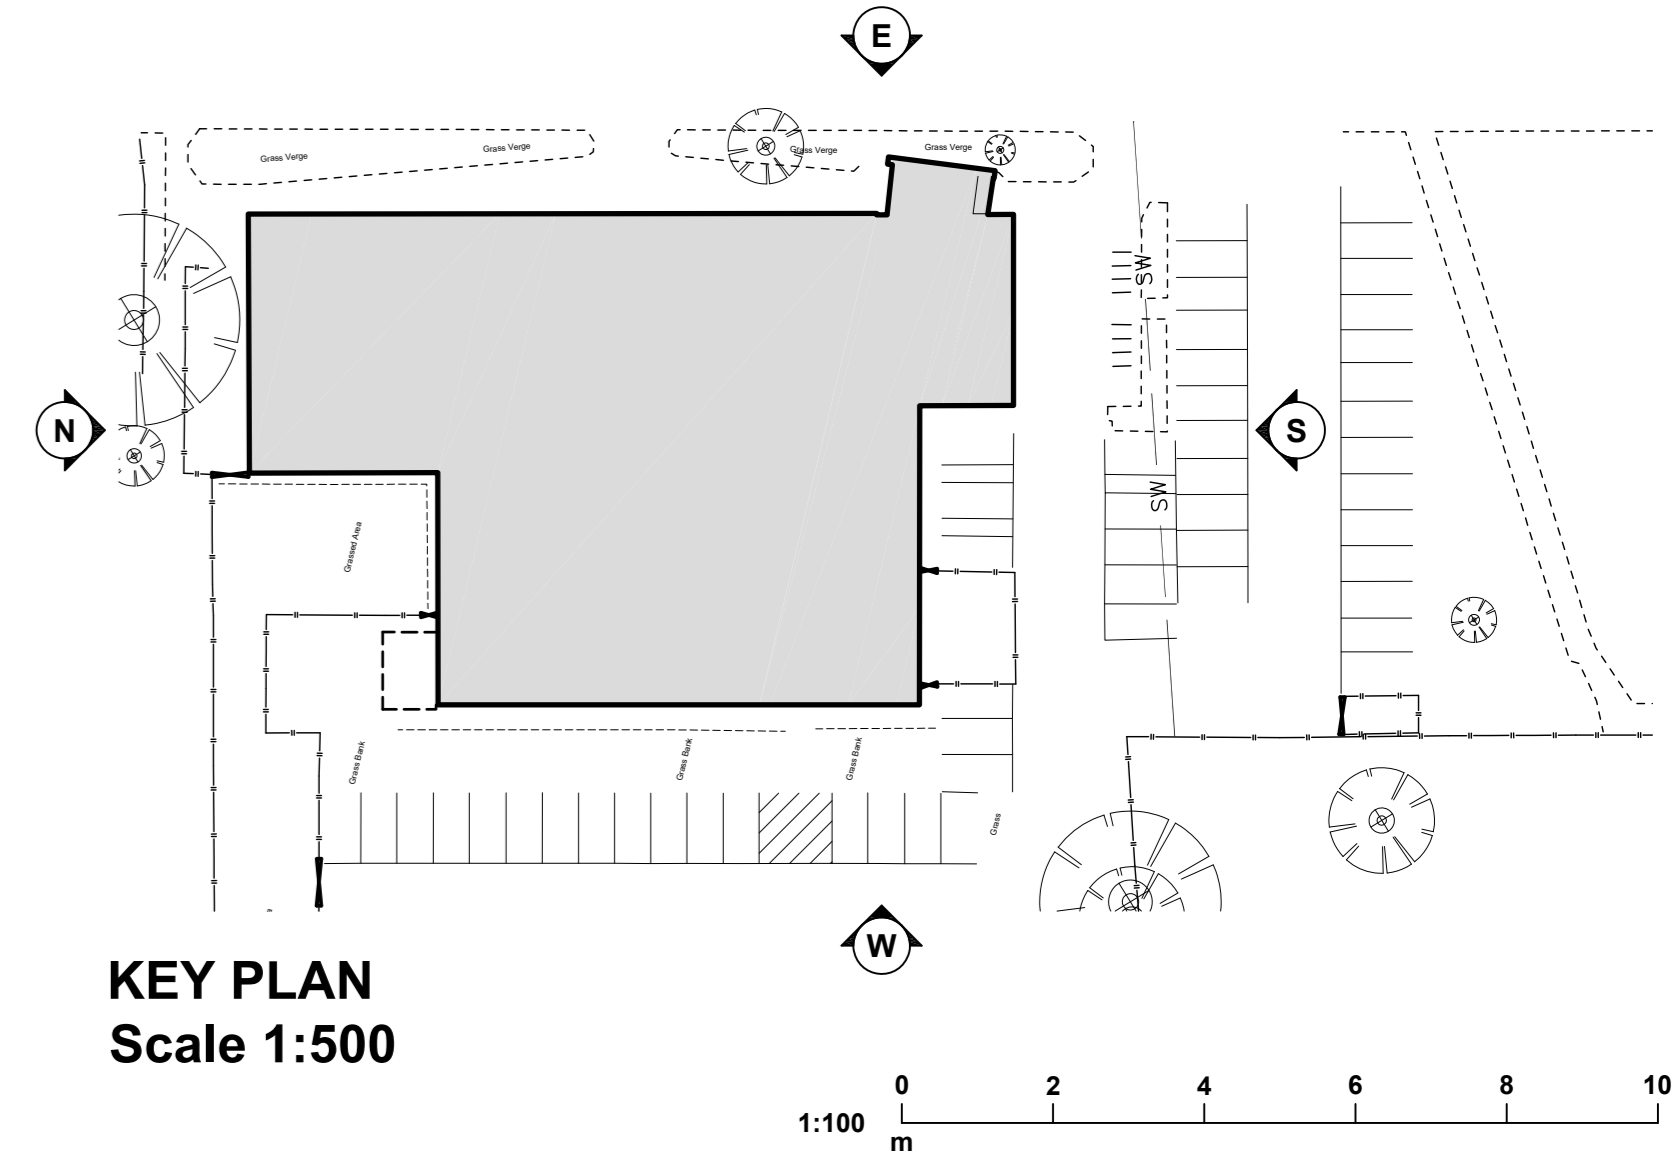 E
Grass Verge
Grass Verge
Grass Verge
Grass Verge
SW
N
S
SW
Grassed Area
Grass Bank
Grass Bank
Grass Bank
Grass
W
KEY PLAN
Scale 1:500
0 2 4 6 8 10
1:100
m